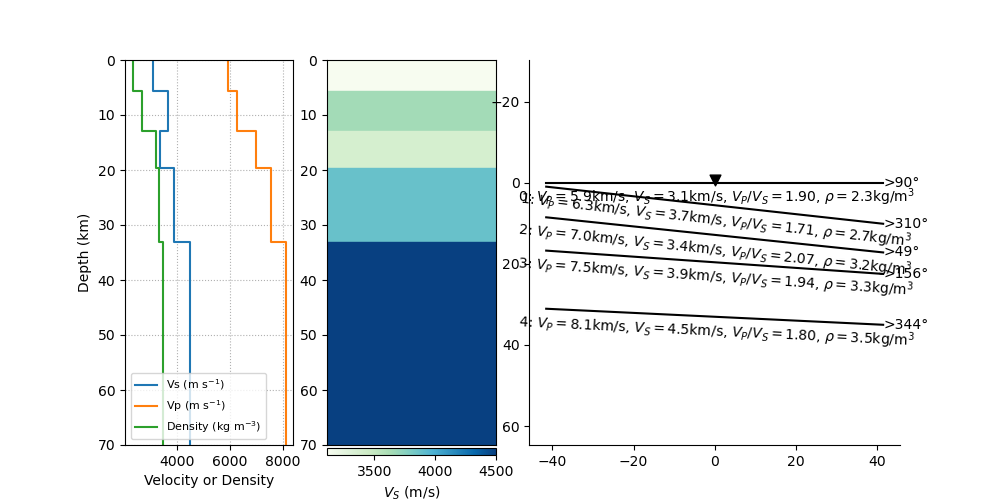 0
10
20
30
40
50
60
70
Depth (km)
4000 6000 8000
Velocity or Density
Vs (m s⁻¹)
Vp (m s⁻¹)
Density (kg m⁻³)
0
10
20
30
40
50
60
70
3500 4000 4500
V_S (m/s)
−20
0
20
40
60
−40 −20 0 20 40
>90°
0: V_P = 5.9km/s, V_S = 3.1km/s, V_P/V_S = 1.90, ρ = 2.3kg/m³
>310°
1: V_P = 6.3km/s, V_S = 3.7km/s, V_P/V_S = 1.71, ρ = 2.7kg/m³
>49°
2: V_P = 7.0km/s, V_S = 3.4km/s, V_P/V_S = 2.07, ρ = 3.2kg/m³
>156°
3: V_P = 7.5km/s, V_S = 3.9km/s, V_P/V_S = 1.94, ρ = 3.3kg/m³
>344°
4: V_P = 8.1km/s, V_S = 4.5km/s, V_P/V_S = 1.80, ρ = 3.5kg/m³